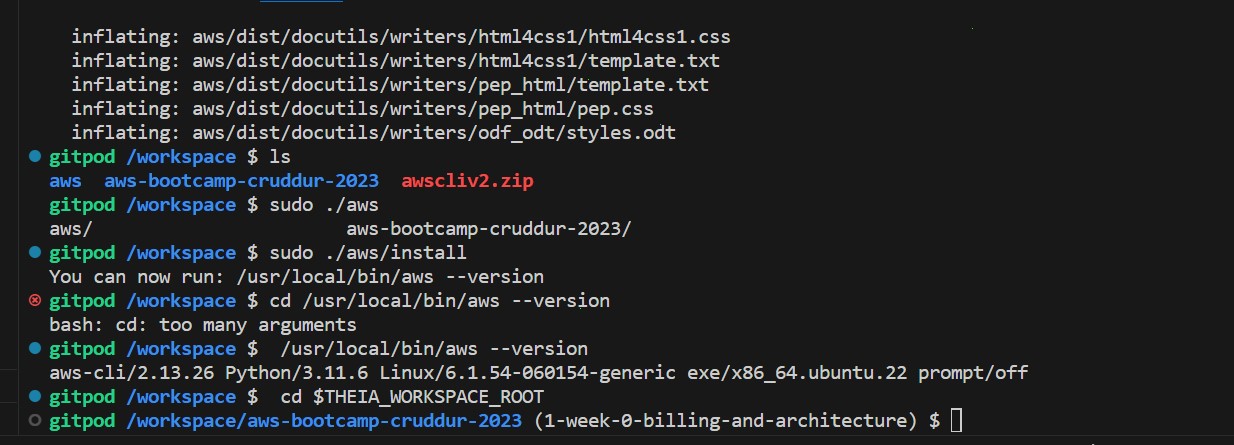 inflating: aws/dist/docutils/writers/html4css1/html4css1.css
inflating: aws/dist/docutils/writers/html4css1/template.txt
inflating: aws/dist/docutils/writers/pep_html/template.txt
inflating: aws/dist/docutils/writers/pep_html/pep.css
inflating: aws/dist/docutils/writers/odf_odt/styles.odt
gitpod /workspace $ ls
aws  aws-bootcamp-cruddur-2023  awscliv2.zip
gitpod /workspace $ sudo ./aws
aws/                       aws-bootcamp-cruddur-2023/
gitpod /workspace $ sudo ./aws/install
You can now run: /usr/local/bin/aws --version
gitpod /workspace $ cd /usr/local/bin/aws --version
bash: cd: too many arguments
gitpod /workspace $  /usr/local/bin/aws --version
aws-cli/2.13.26 Python/3.11.6 Linux/6.1.54-060154-generic exe/x86_64.ubuntu.22 prompt/off
gitpod /workspace $  cd $THEIA_WORKSPACE_ROOT
gitpod /workspace/aws-bootcamp-cruddur-2023 (1-week-0-billing-and-architecture) $